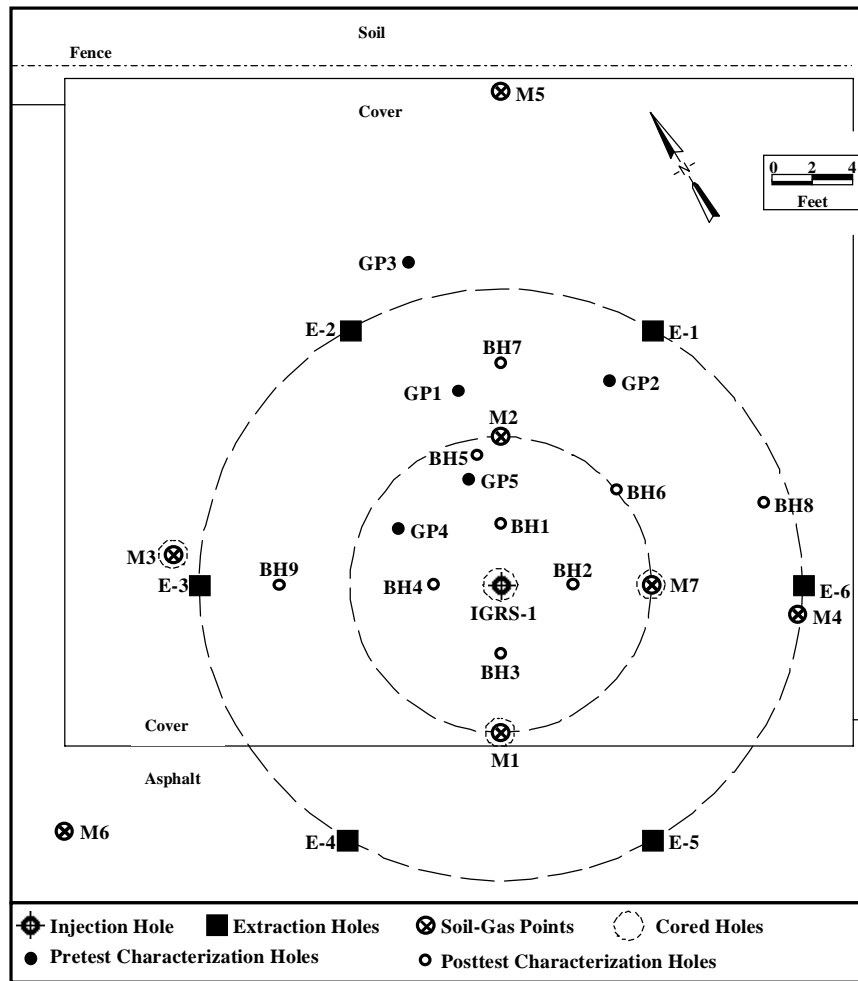 Soil
Fence
M5
Cover
N
0 2 4
Feet
GP3
E-2
E-1
BH7
GP1
GP2
M2
BH5
GP5
BH6
BH8
BH1
GP4
M3
E-3
BH9
BH4
BH2
M7
E-6
IGRS-1
M4
BH3
Cover
M1
Asphalt
M6
E-4
E-5
Injection Hole
Extraction Holes
Soil-Gas Points
Cored Holes
Pretest Characterization Holes
Posttest Characterization Holes